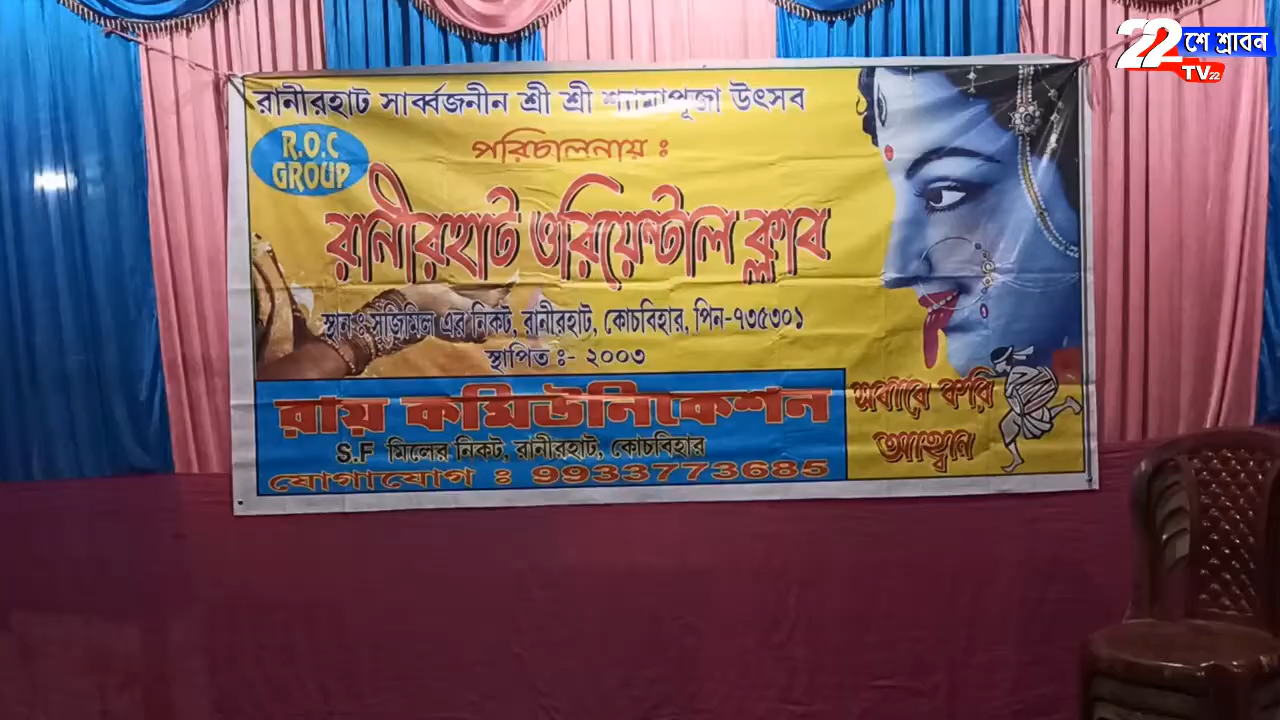 22 শে শ্রাবন
TV22
রানীরহাট সার্ব্বজনীন শ্রী শ্রী শ্যামাপূজা উৎসব
R.O.C
GROUP
পরিচালনায় ঃ
রানীরহাট ওরিয়েন্টাল ক্লাব
স্থান ঃ সুজিমিল এর নিকট, রানীরহাট, কোচবিহার, পিন-৭৩৫৩০১
স্থাপিত ঃ- ২০০৩
রায় কমিউনিকেশন
S.F মিলের নিকট, রানীরহাট, কোচবিহার
যোগাযোগ ঃ 9933773685
সবারে করি
আহ্বান